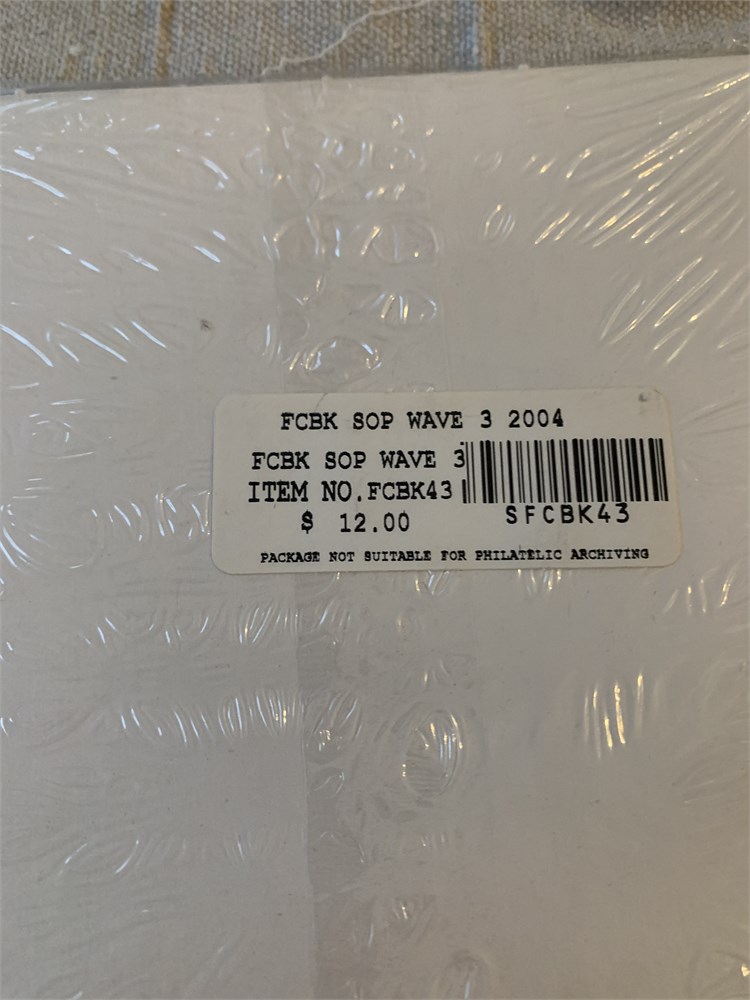 FCBK SOP WAVE 3 2004
FCBK SOP WAVE 3
ITEM NO.FCBK43
$ 12.00
SFCBK43
PACKAGE NOT SUITABLE FOR PHILATELIC ARCHIVING